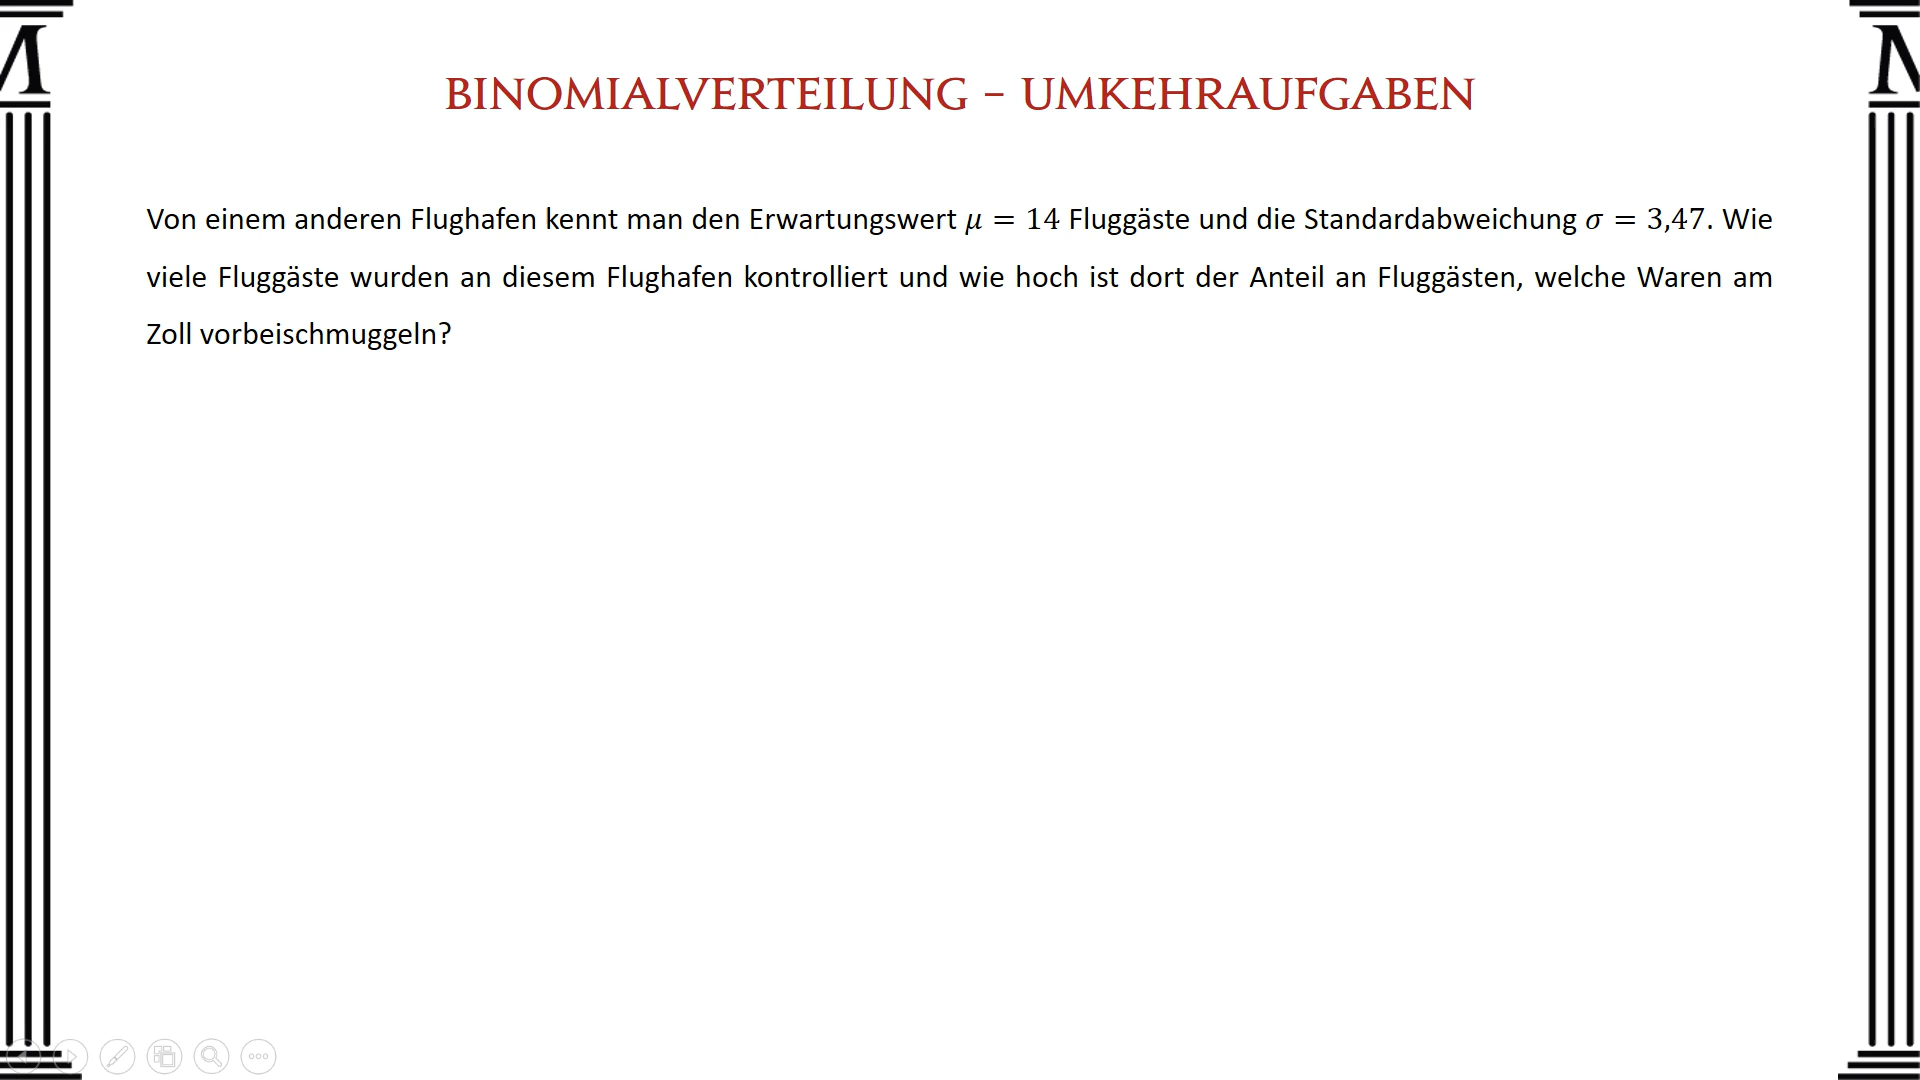 M
M
BINOMIALVERTEILUNG – UMKEHRAUFGABEN
Von einem anderen Flughafen kennt man den Erwartungswert μ = 14 Fluggäste und die Standardabweichung σ = 3,47. Wie
viele Fluggäste wurden an diesem Flughafen kontrolliert und wie hoch ist dort der Anteil an Fluggästen, welche Waren am
Zoll vorbeischmuggeln?